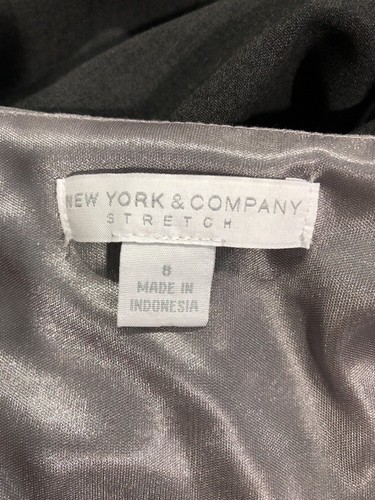 NEW YORK & COMPANY
STRETCH
8
MADE IN
INDONESIA